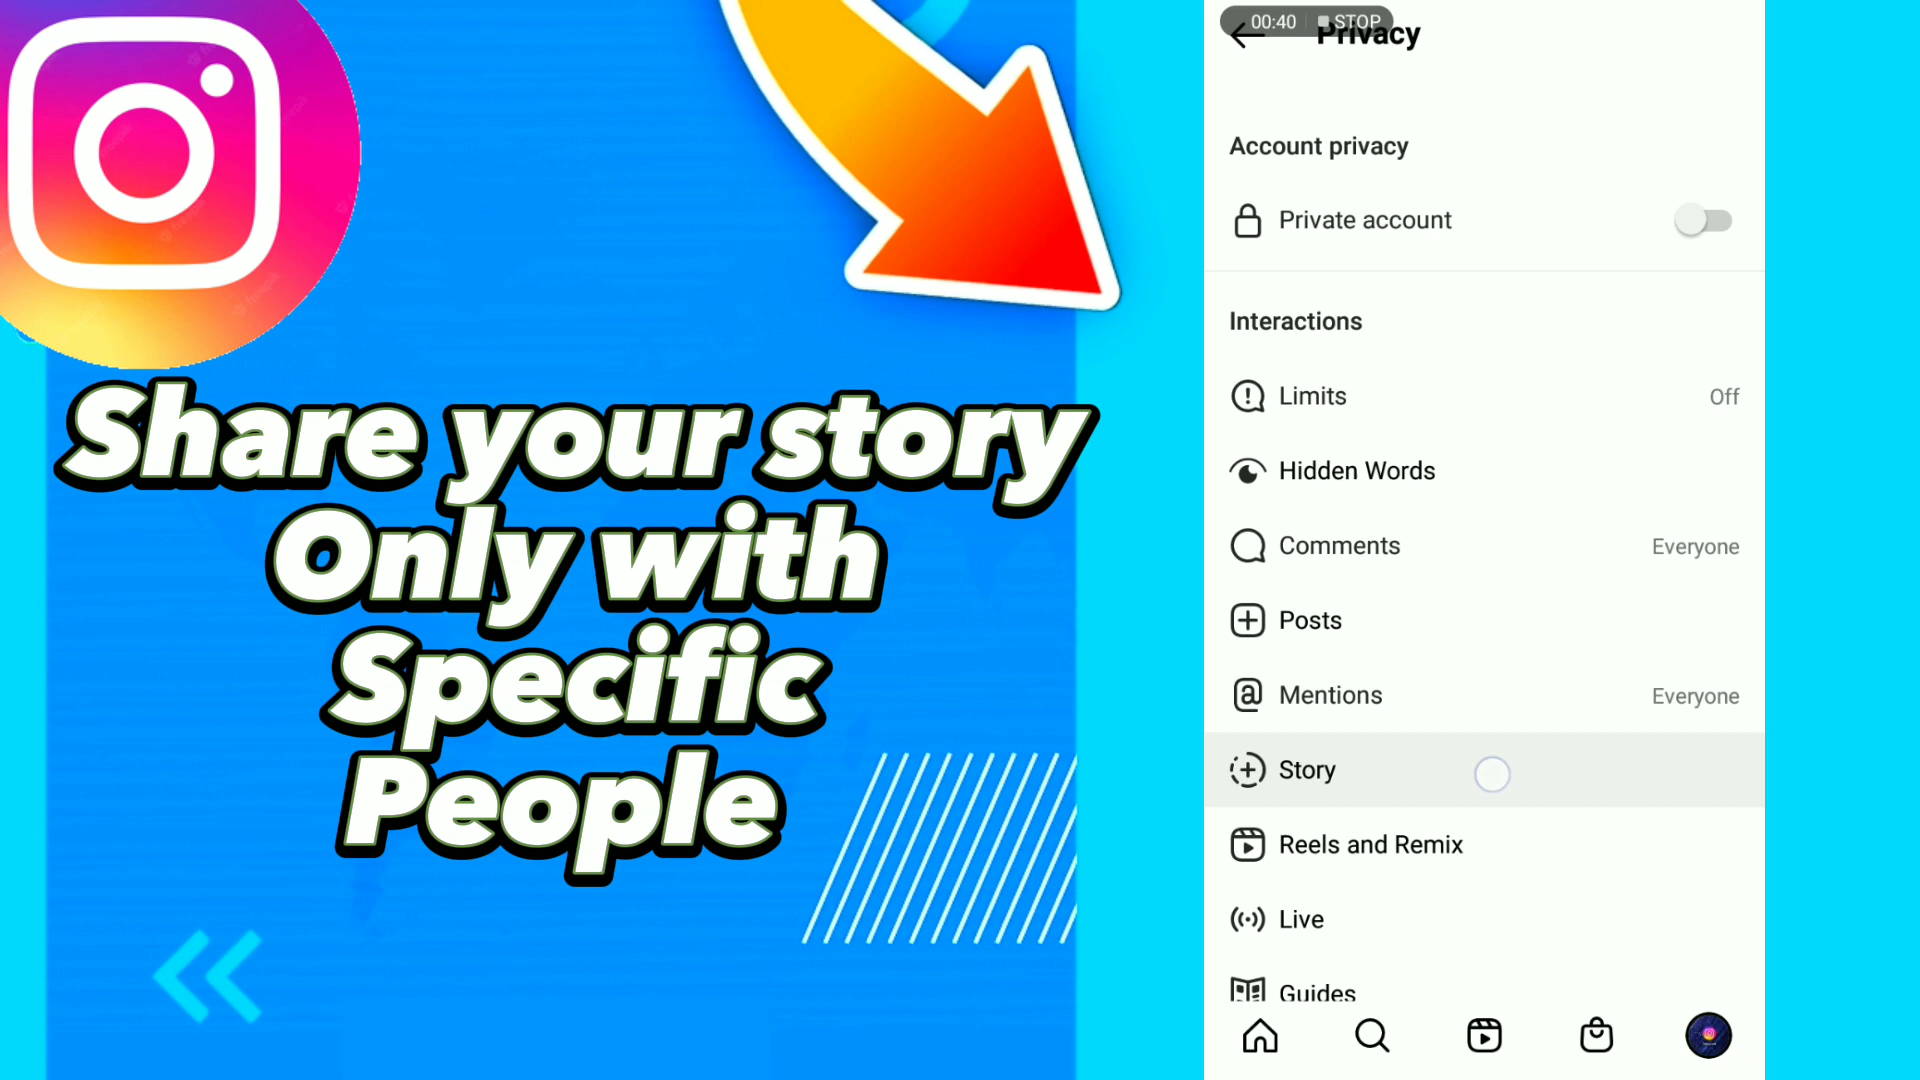 Share your story
Only with
Specific
People
00:40 STOP
Privacy
Account privacy
Private account
Interactions
Limits Off
Hidden Words
Comments Everyone
Posts
Mentions Everyone
Story
Reels and Remix
Live
Guides